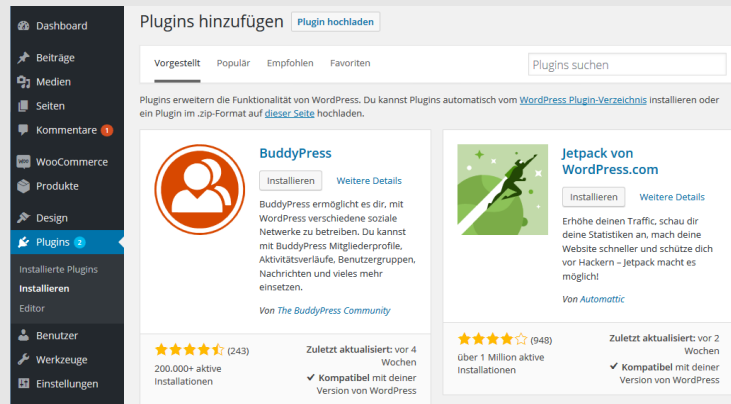 Dashboard
Beiträge
Medien
Seiten
Kommentare 1
WooCommerce
Produkte
Design
Plugins 2
Installierte Plugins
Installieren
Editor
Benutzer
Werkzeuge
Einstellungen
Plugins hinzufügen Plugin hochladen
Vorgestellt Populär Empfohlen Favoriten Plugins suchen
Plugins erweitern die Funktionalität von WordPress. Du kannst Plugins automatisch vom WordPress Plugin-Verzeichnis installieren oder
ein Plugin im .zip-Format auf dieser Seite hochladen.
BuddyPress
Installieren Weitere Details
BuddyPress ermöglicht es dir, mit
WordPress verschiedene soziale
Netwerke zu betreiben. Du kannst
mit BuddyPress Mitgliederprofile,
Aktivitätsverläufe, Benutzergruppen,
Nachrichten und vieles mehr
einsetzen.
Von The BuddyPress Community
(243)
200.000+ aktive
Installationen
Zuletzt aktualisiert: vor 4
Wochen
Kompatibel mit deiner
Version von WordPress
Jetpack von
WordPress.com
Installieren Weitere Details
Erhöhe deinen Traffic, schau dir
deine Statistiken an, mach deine
Website schneller und schütze dich
vor Hackern – Jetpack macht es
möglich!
Von Automattic
(948)
über 1 Million aktive
Installationen
Zuletzt aktualisiert: vor 2
Wochen
Kompatibel mit deiner
Version von WordPress